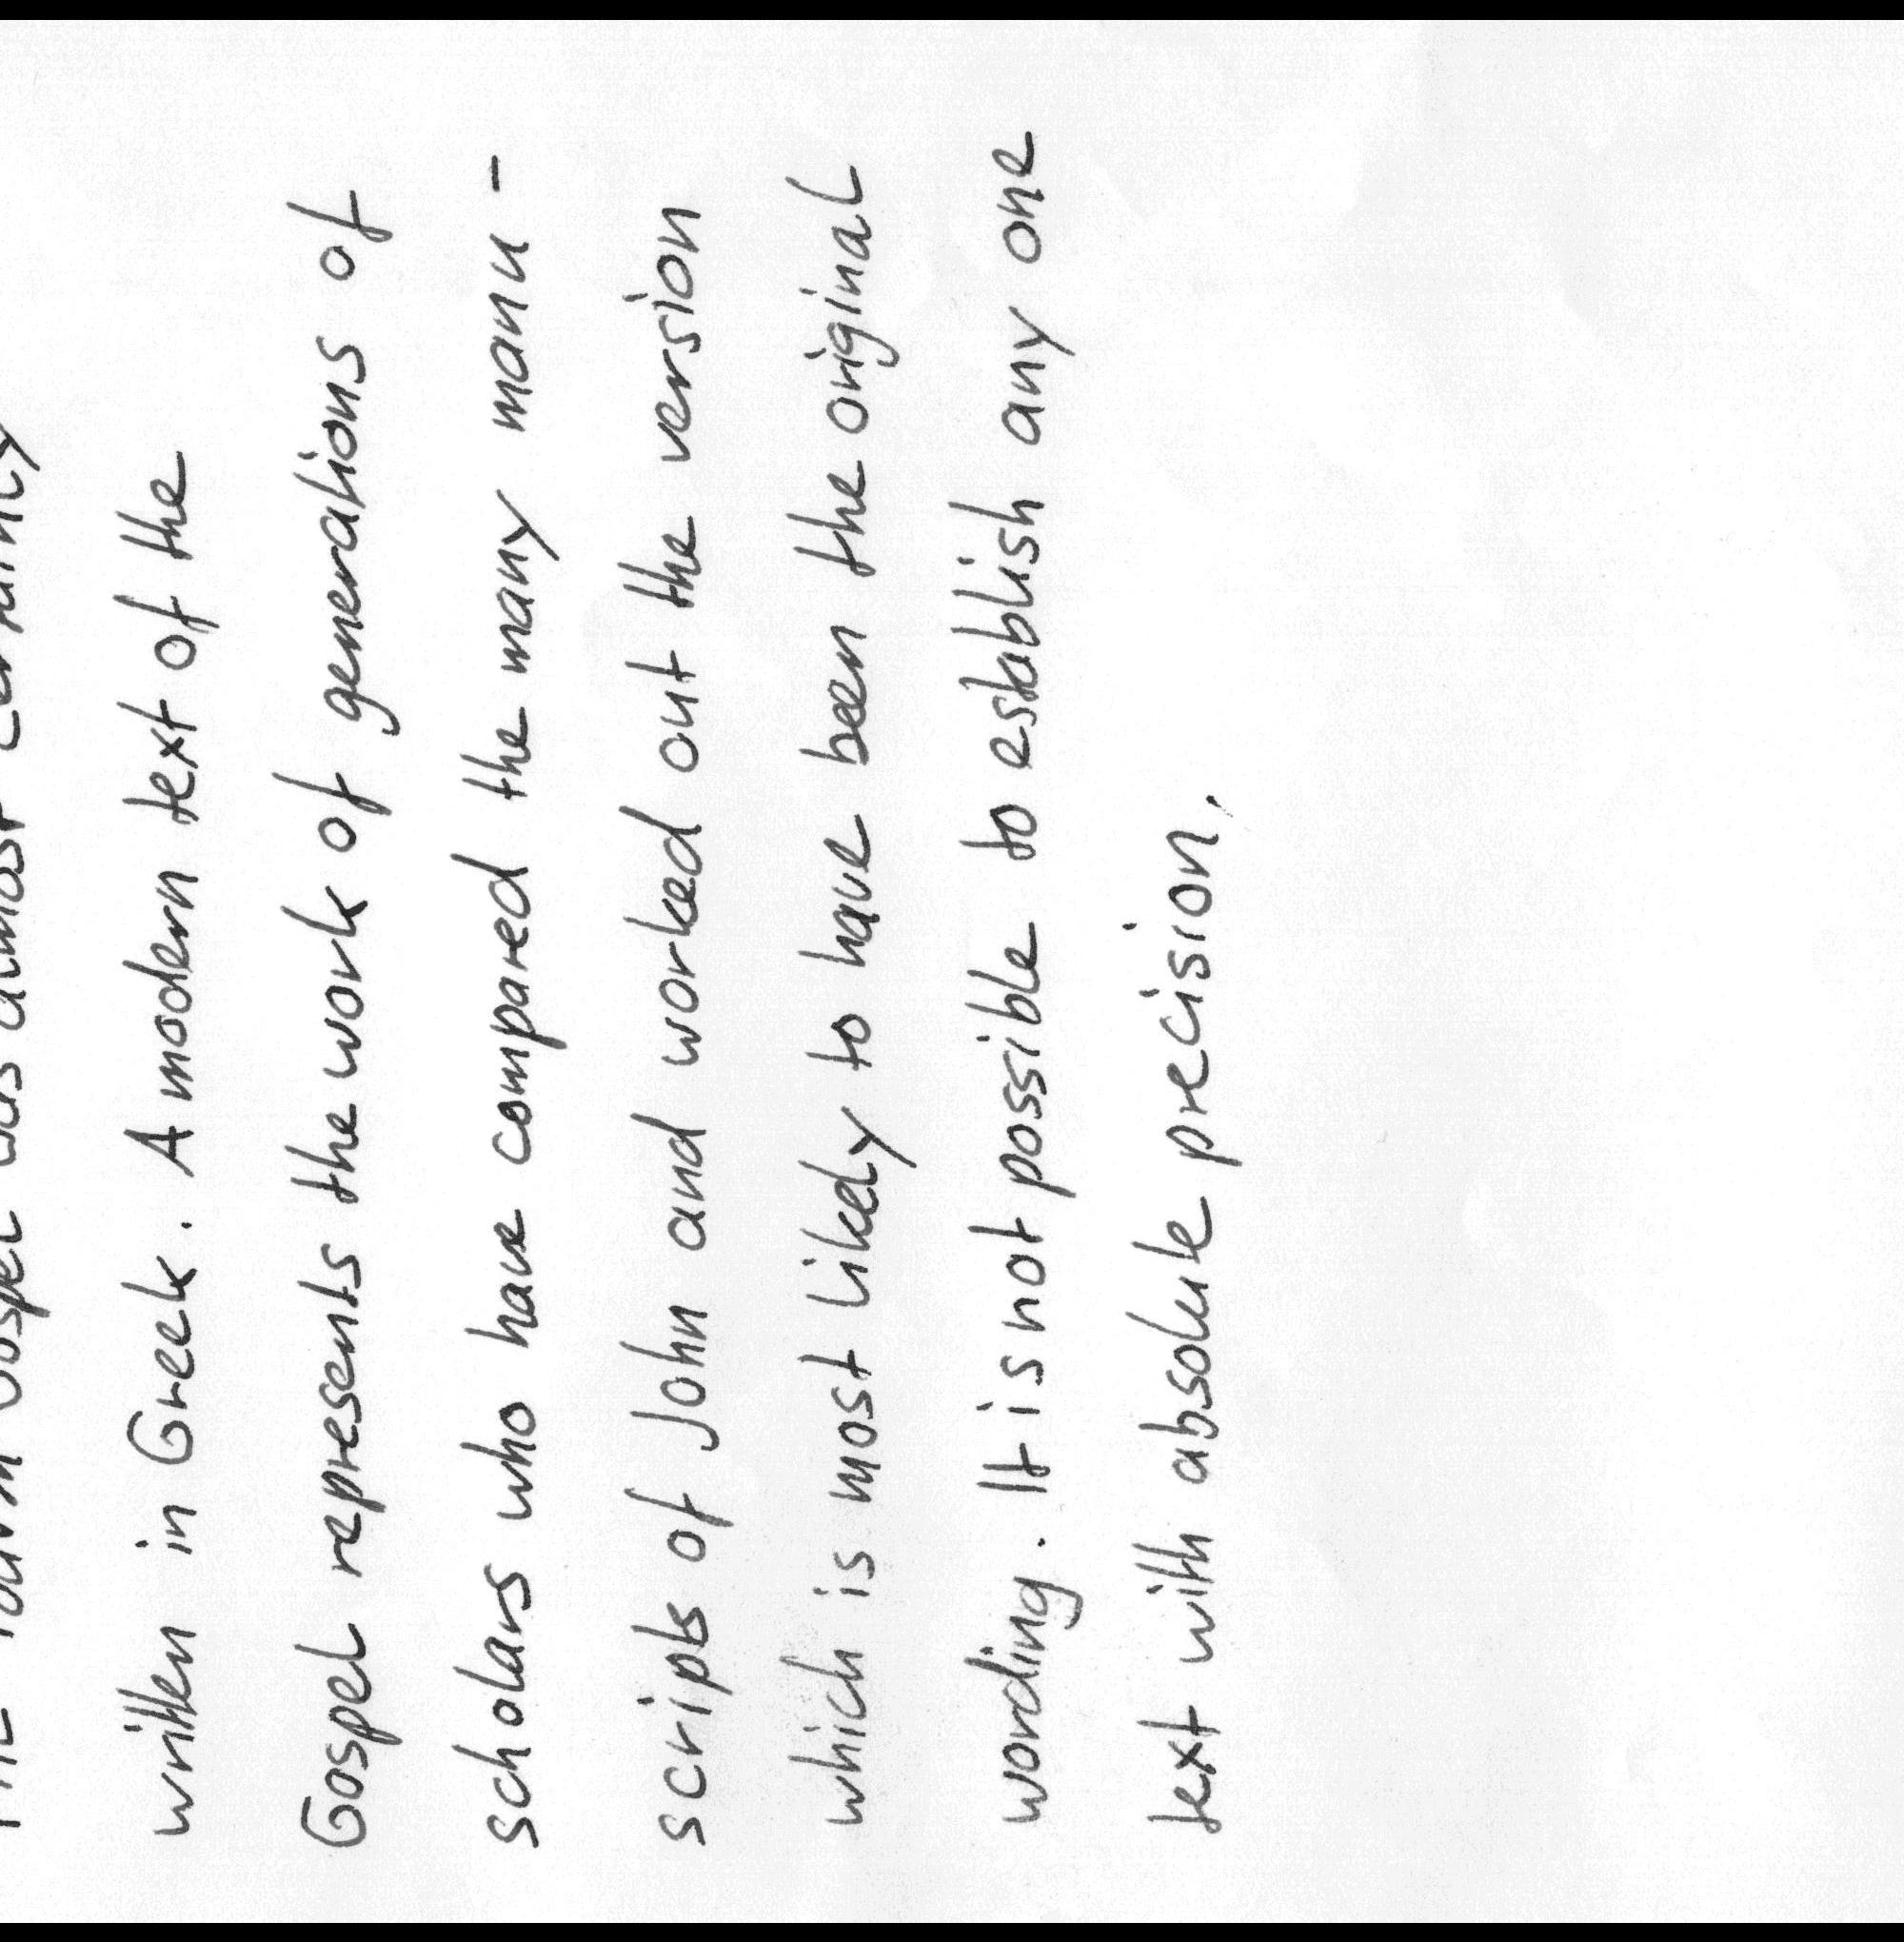 The fourth Gospel was almost certainly
written in Greek. A modern text of the
Gospel represents the work of generations of
scholars who have compared the many manu-
scripts of John and worked out the version
which is most likely to have been the original
wording. It is not possible to establish any one
text with absolute precision.